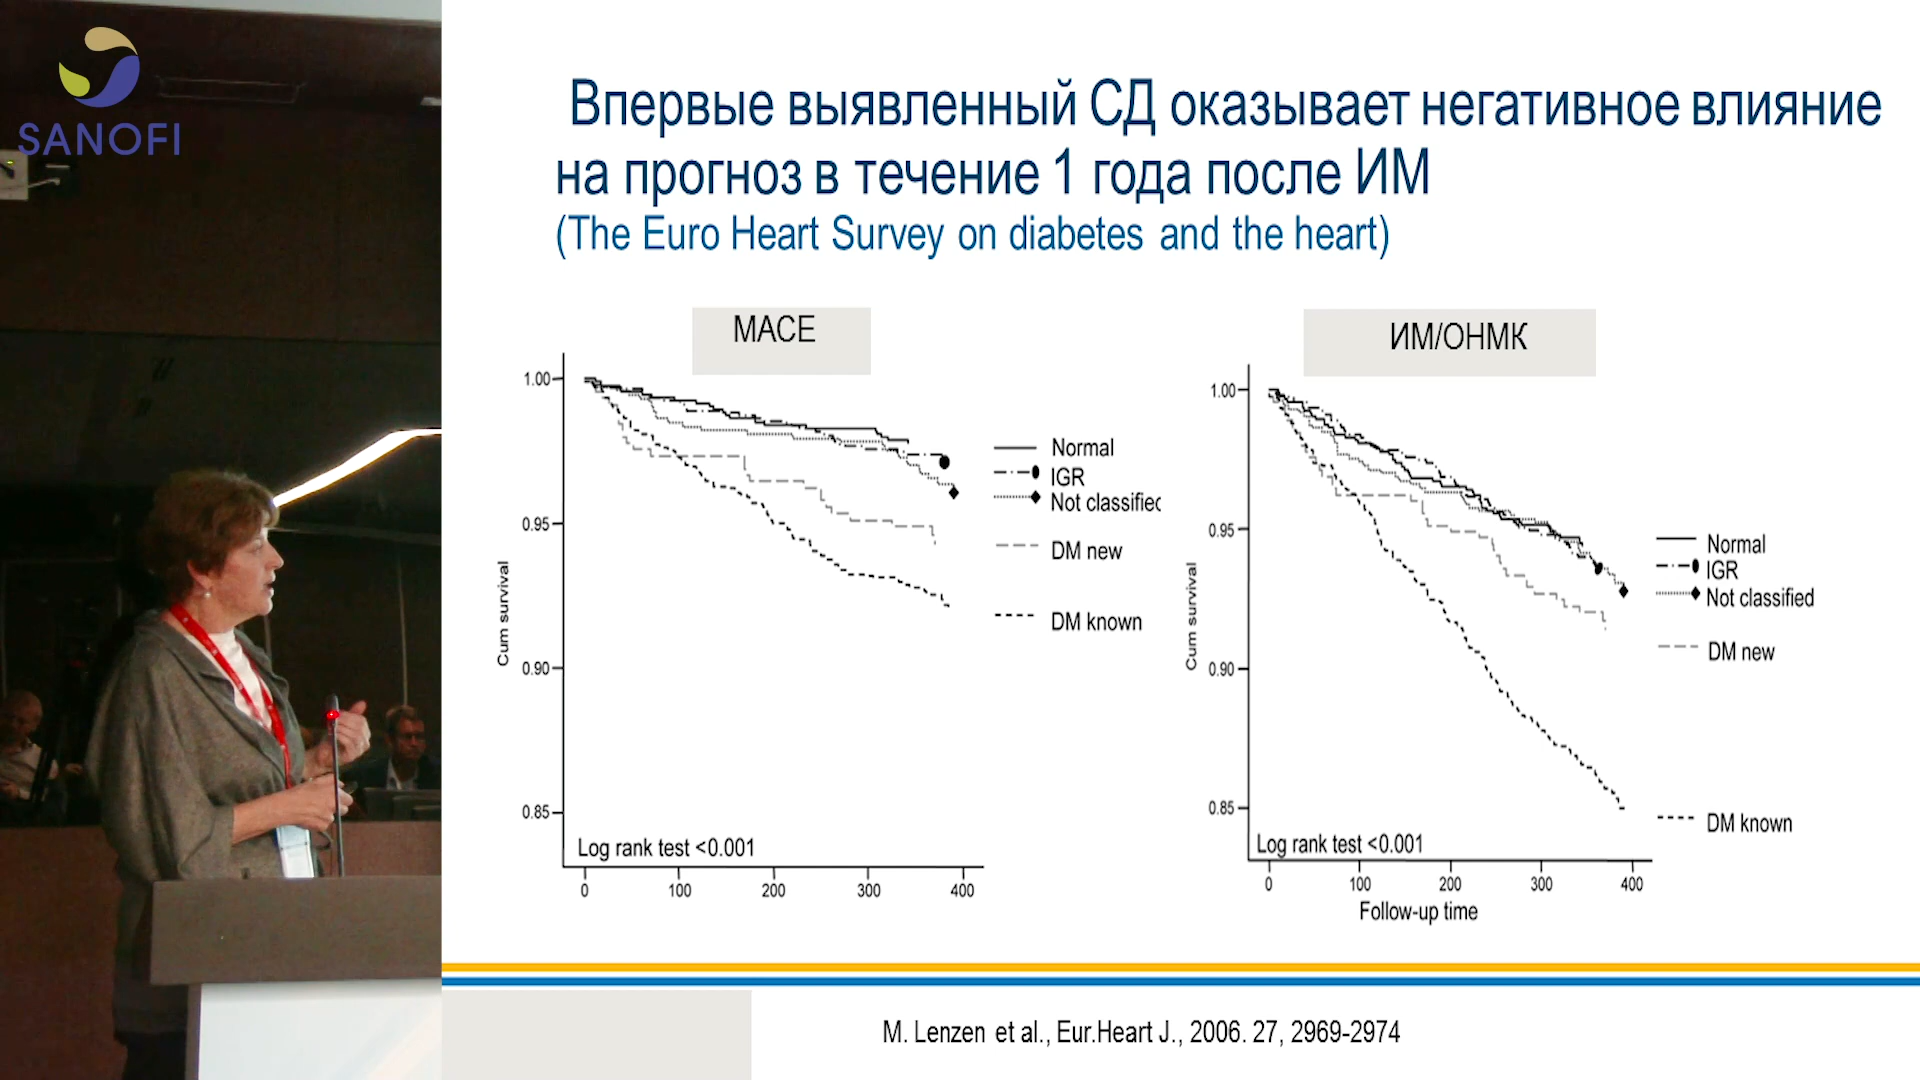 SANOFI
Впервые выявленный СД оказывает негативное влияние
на прогноз в течение 1 года после ИМ
(The Euro Heart Survey on diabetes and the heart)
MACE
1.00
0.95
0.90
0.85
Cum survival
Log rank test <0.001
0 100 200 300 400
Normal
IGR
Not classified
DM new
DM known
ИМ/ОНМК
1.00
0.95
0.90
0.85
Cum survival
Log rank test <0.001
0 100 200 300 400
Follow-up time
Normal
IGR
Not classified
DM new
DM known
M. Lenzen et al., Eur.Heart J., 2006. 27, 2969-2974